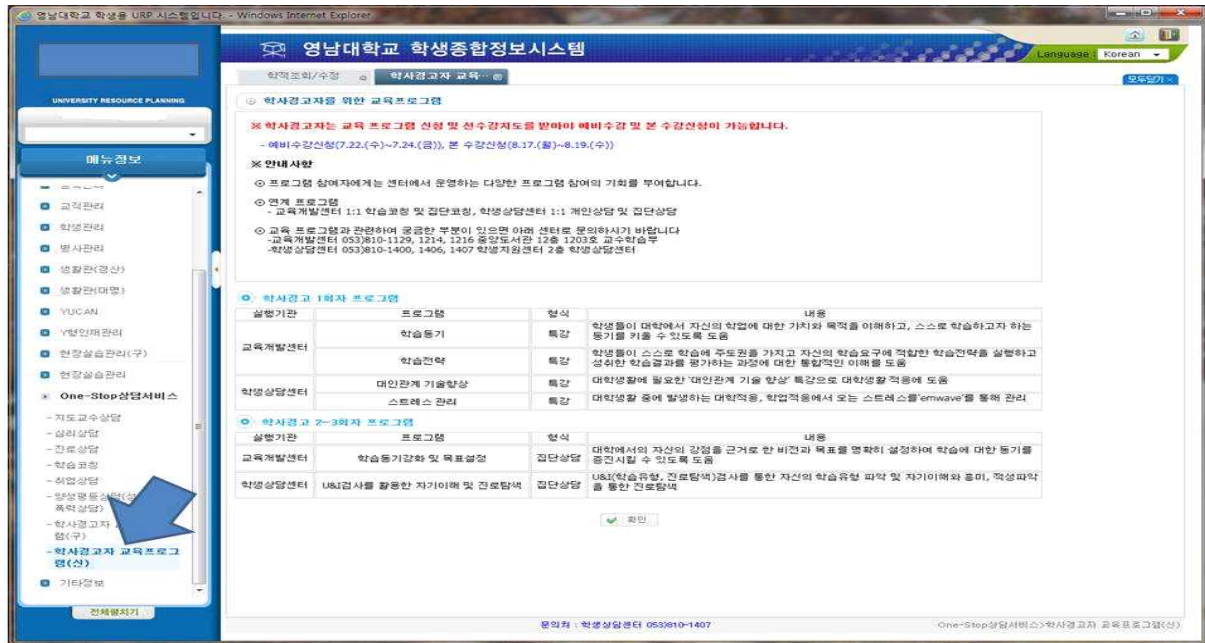 영남대학교 학생용 URP 시스템입니다. - Windows Internet Explorer
영남대학교 학생종합정보시스템
Language : Korean
학적조회/수정
학사경고자 교육…
모두닫기 ×
UNIVERSITY RESOURCE PLANNING
메뉴정보
교직관리
학생관리
병사관리
생활관(경산)
생활관(대명)
YUCAN
Y형인재관리
현장실습관리(구)
현장실습관리
One-Stop상담서비스
- 지도교수상담
- 심리상담
- 진로상담
- 학습코칭
- 취업상담
- 양성평등상담(성
폭력상담)
- 학사경고자
램(구)
- 학사경고자 교육프로그
램(신)
기타정보
전체펼치기
학사경고자를 위한 교육프로그램
※ 학사경고자는 교육 프로그램 신청 및 선수강지도를 받아야 예비수강 및 본 수강신청이 가능합니다.
- 예비수강신청(7.22.(수)~7.24.(금)), 본 수강신청(8.17.(월)~8.19.(수))
※ 안내사항
⊙ 프로그램 참여자에게는 센터에서 운영하는 다양한 프로그램 참여의 기회를 부여합니다.
⊙ 연계 프로그램
- 교육개발센터 1:1 학습코칭 및 집단코칭, 학생상담센터 1:1 개인상담 및 집단상담
⊙ 교육 프로그램과 관련하여 궁금한 부분이 있으면 아래 센터로 문의하시기 바랍니다
-교육개발센터 053)810-1129, 1214, 1216 중앙도서관 12층 1203호 교수학습부
-학생상담센터 053)810-1400, 1406, 1407 학생지원센터 2층 학생상담센터
학사경고 1회자 프로그램
실행기관 프로그램 형식 내용
교육개발센터 학습동기 특강 학생들이 대학에서 자신의 학업에 대한 가치와 목적을 이해하고, 스스로 학습하고자 하는
동기를 키울 수 있도록 도움
학습전략 특강 학생들이 스스로 학습에 주도권을 가지고 자신의 학습요구에 적합한 학습전략을 실행하고
성취한 학습결과를 평가하는 과정에 대한 통합적인 이해를 도움
학생상담센터 대인관계 기술향상 특강 대학생활에 필요한 '대인관계 기술 향상' 특강으로 대학생활 적응에 도움
스트레스 관리 특강 대학생활 중에 발생하는 대학적응, 학업적응에서 오는 스트레스를'emwave'를 통해 관리
학사경고 2~3회자 프로그램
실행기관 프로그램 형식 내용
교육개발센터 학습동기강화 및 목표설정 집단상담 대학에서의 자신의 강점을 근거로 한 비전과 목표를 명확히 설정하여 학습에 대한 동기를
증진시킬 수 있도록 도움
학생상담센터 U&I검사를 활용한 자기이해 및 진로탐색 집단상담 U&I(학습유형, 진로탐색)검사를 통한 자신의 학습유형 파악 및 자기이해와 흥미, 적성파악
을 통한 진로탐색
확인
문의처 : 학생상담센터 053)810-1407
One-Stop상담서비스>학사경고자 교육프로그램(신)